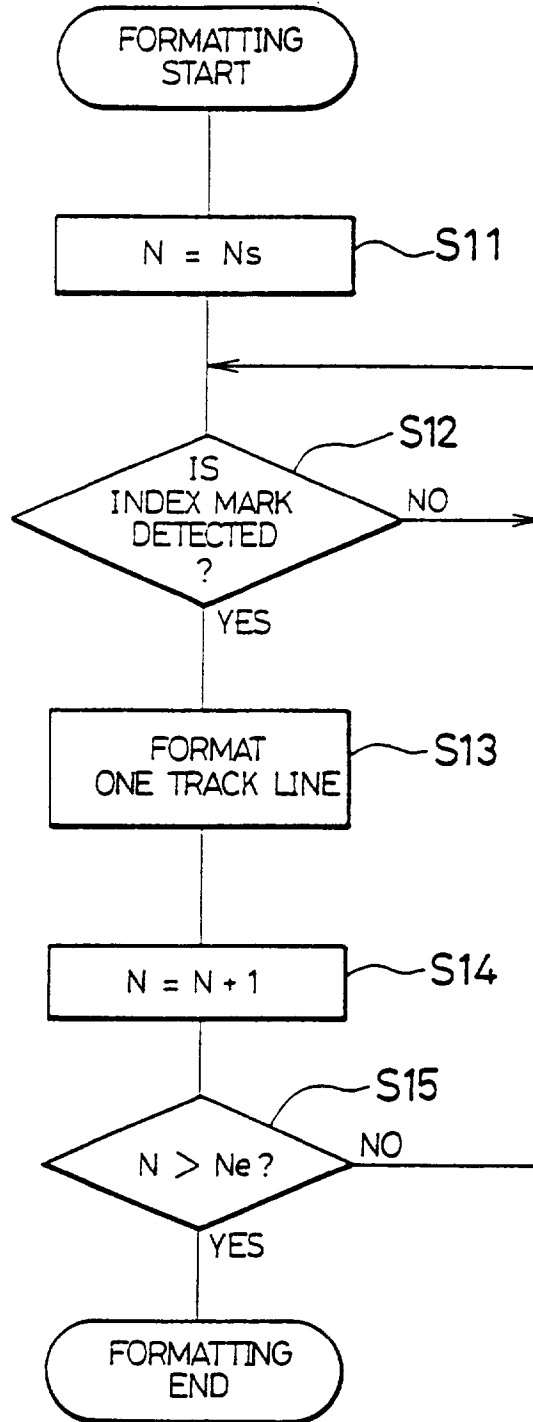 FORMATTING
START
N = Ns
S11
S12
IS
INDEX MARK
DETECTED
?
NO
YES
FORMAT
ONE TRACK LINE
S13
N = N + 1
S14
S15
N > Ne?
NO
YES
FORMATTING
END